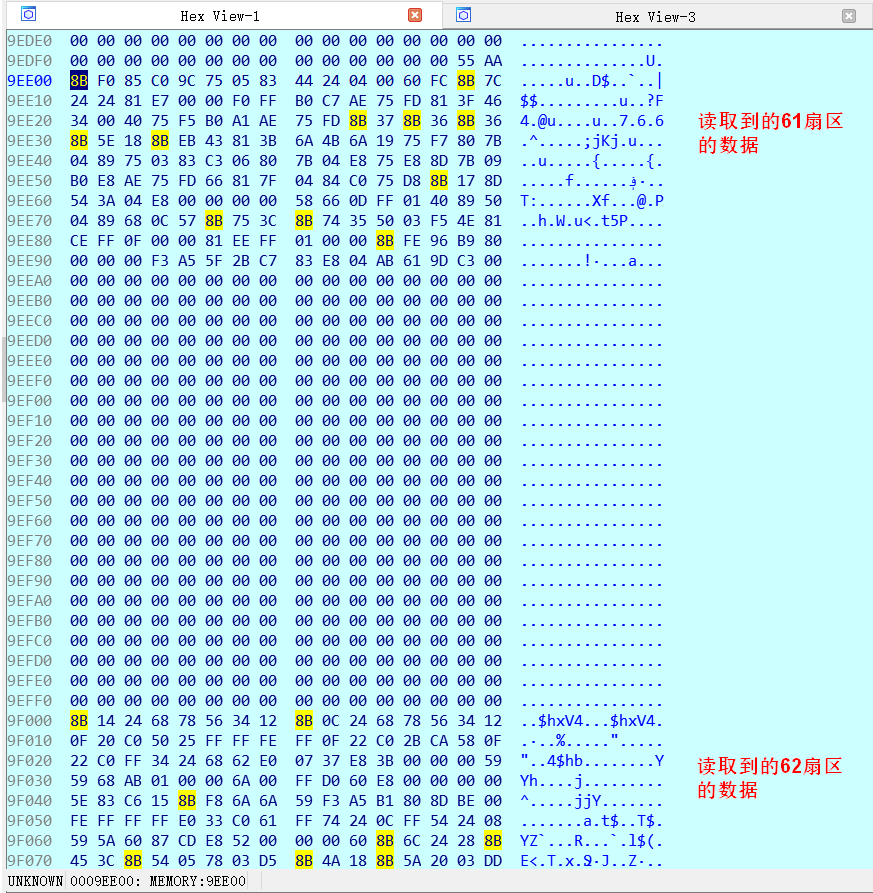 Hex View-1
Hex View-3
9EDE0 00 00 00 00 00 00 00 00 00 00 00 00 00 00 00 00 ................
9EDF0 00 00 00 00 00 00 00 00 00 00 00 00 00 00 55 AA ..............U.
9EE00 8B F0 85 C0 9C 75 05 83 44 24 04 00 60 FC 8B 7C .....u..D$..`..|
9EE10 24 24 81 E7 00 00 F0 FF B0 C7 AE 75 FD 81 3F 46 $$.........u..?F
9EE20 34 00 40 75 F5 B0 A1 AE 75 FD 8B 37 8B 36 8B 36 4.@u....u..7.6.6
9EE30 8B 5E 18 8B EB 43 81 3B 6A 4B 6A 19 75 F7 80 7B .^.....;jKj.u...
9EE40 04 89 75 03 83 C3 06 80 7B 04 E8 75 E8 8D 7B 09 ..u.....{.....{.
9EE50 B0 E8 AE 75 FD 66 81 7F 04 84 C0 75 D8 8B 17 8D
9EE60 54 3A 04 E8 00 00 00 00 58 66 0D FF 01 40 89 50 T:......Xf...@.P
9EE70 04 89 68 0C 57 8B 75 3C 8B 74 35 50 03 F5 4E 81 ..h.W.u<.t5P....
9EE80 CE FF 0F 00 00 81 EE FF 01 00 00 8B FE 96 B9 80 ................
9EE90 00 00 F3 A5 5F 2B C7 83 E8 04 AB 61 9D C3 00
9EEA0 00 00 00 00 00 00 00 00 00 00 00 00 00 00 00 00 ................
9EEB0 00 00 00 00 00 00 00 00 00 00 00 00 00 00 00 00 ................
9EEC0 00 00 00 00 00 00 00 00 00 00 00 00 00 00 00 00 ................
9EED0 00 00 00 00 00 00 00 00 00 00 00 00 00 00 00 00 ................
9EEE0 00 00 00 00 00 00 00 00 00 00 00 00 00 00 00 00 ................
9EEF0 00 00 00 00 00 00 00 00 00 00 00 00 00 00 00 00 ................
9EF00 00 00 00 00 00 00 00 00 00 00 00 00 00 00 00 00 ................
9EF10 00 00 00 00 00 00 00 00 00 00 00 00 00 00 00 00 ................
9EF20 00 00 00 00 00 00 00 00 00 00 00 00 00 00 00 00 ................
9EF30 00 00 00 00 00 00 00 00 00 00 00 00 00 00 00 00 ................
9EF40 00 00 00 00 00 00 00 00 00 00 00 00 00 00 00 00 ................
9EF50 00 00 00 00 00 00 00 00 00 00 00 00 00 00 00 00 ................
9EF60 00 00 00 00 00 00 00 00 00 00 00 00 00 00 00 00 ................
9EF70 00 00 00 00 00 00 00 00 00 00 00 00 00 00 00 00 ................
9EF80 00 00 00 00 00 00 00 00 00 00 00 00 00 00 00 00 ................
9EF90 00 00 00 00 00 00 00 00 00 00 00 00 00 00 00 00 ................
9EFA0 00 00 00 00 00 00 00 00 00 00 00 00 00 00 00 00 ................
9EFB0 00 00 00 00 00 00 00 00 00 00 00 00 00 00 00 00 ................
9EFC0 00 00 00 00 00 00 00 00 00 00 00 00 00 00 00 00 ................
9EFD0 00 00 00 00 00 00 00 00 00 00 00 00 00 00 00 00 ................
9EFE0 00 00 00 00 00 00 00 00 00 00 00 00 00 00 00 00 ................
9EFF0 00 00 00 00 00 00 00 00 00 00 00 00 00 00 00 00 ................
9F000 8B 14 24 68 78 56 34 12 8B 0C 24 68 78 56 34 12 ..$hxV4...$hxV4.
9F010 0F 20 C0 50 25 FF FF FE FF 0F 22 C0 2B CA 58 0F
9F020 22 C0 FF 34 24 68 62 E0 07 37 E8 3B 00 00 00 59 "..4$hb........Y
9F030 59 68 AB 01 00 00 6A 00 FF D0 60 E8 00 00 00 00 Yh....j.........
9F040 5E 83 C6 15 8B F8 6A 6A 59 F3 A5 B1 80 8D BE 00 ^.....jjY.......
9F050 FE FF FF FF E0 33 C0 61 FF 74 24 0C FF 54 24 08 .......a.t$..T$.
9F060 59 5A 60 87 CD E8 52 00 00 00 60 8B 6C 24 28 8B YZ`...R...`.l$(.
9F070 45 3C 8B 54 05 78 03 D5 8B 4A 18 8B 5A 20 03 DD
读取到的61扇区
的数据
读取到的62扇区
的数据
UNKNOWN 0009EE00: MEMORY:9EE00